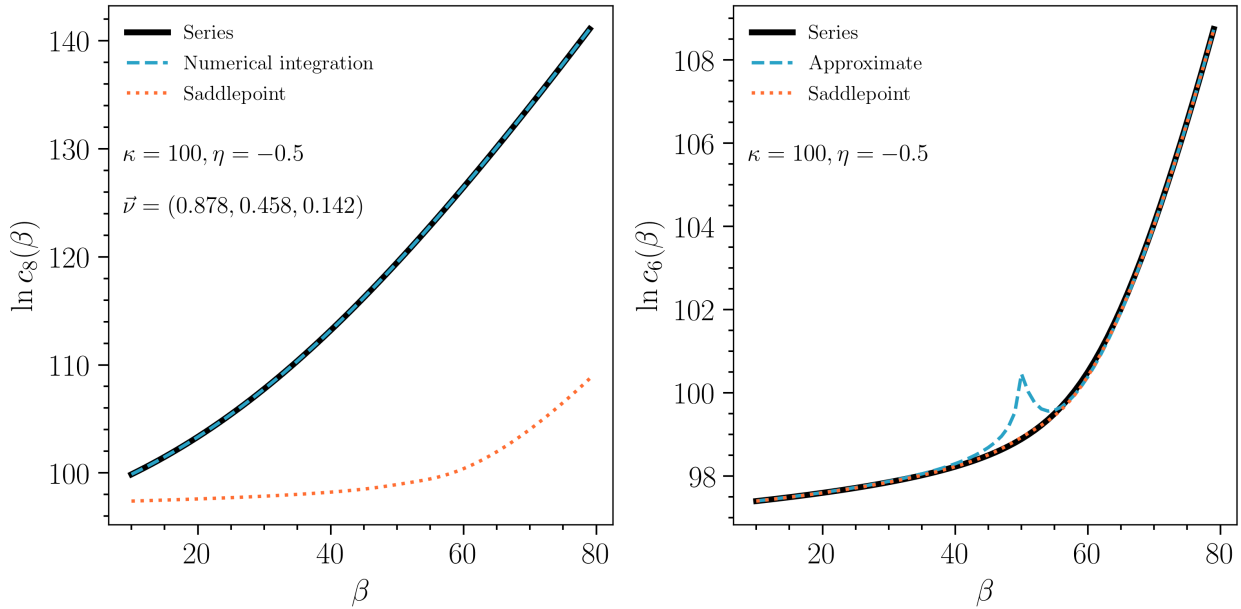 ln c₈(β)
140
130
120
110
100
Series
Numerical integration
Saddlepoint
κ = 100, η = −0.5
ν⃗ = (0.878, 0.458, 0.142)
20 40 60 80
β
ln c₆(β)
108
106
104
102
100
98
Series
Approximate
Saddlepoint
κ = 100, η = −0.5
20 40 60 80
β